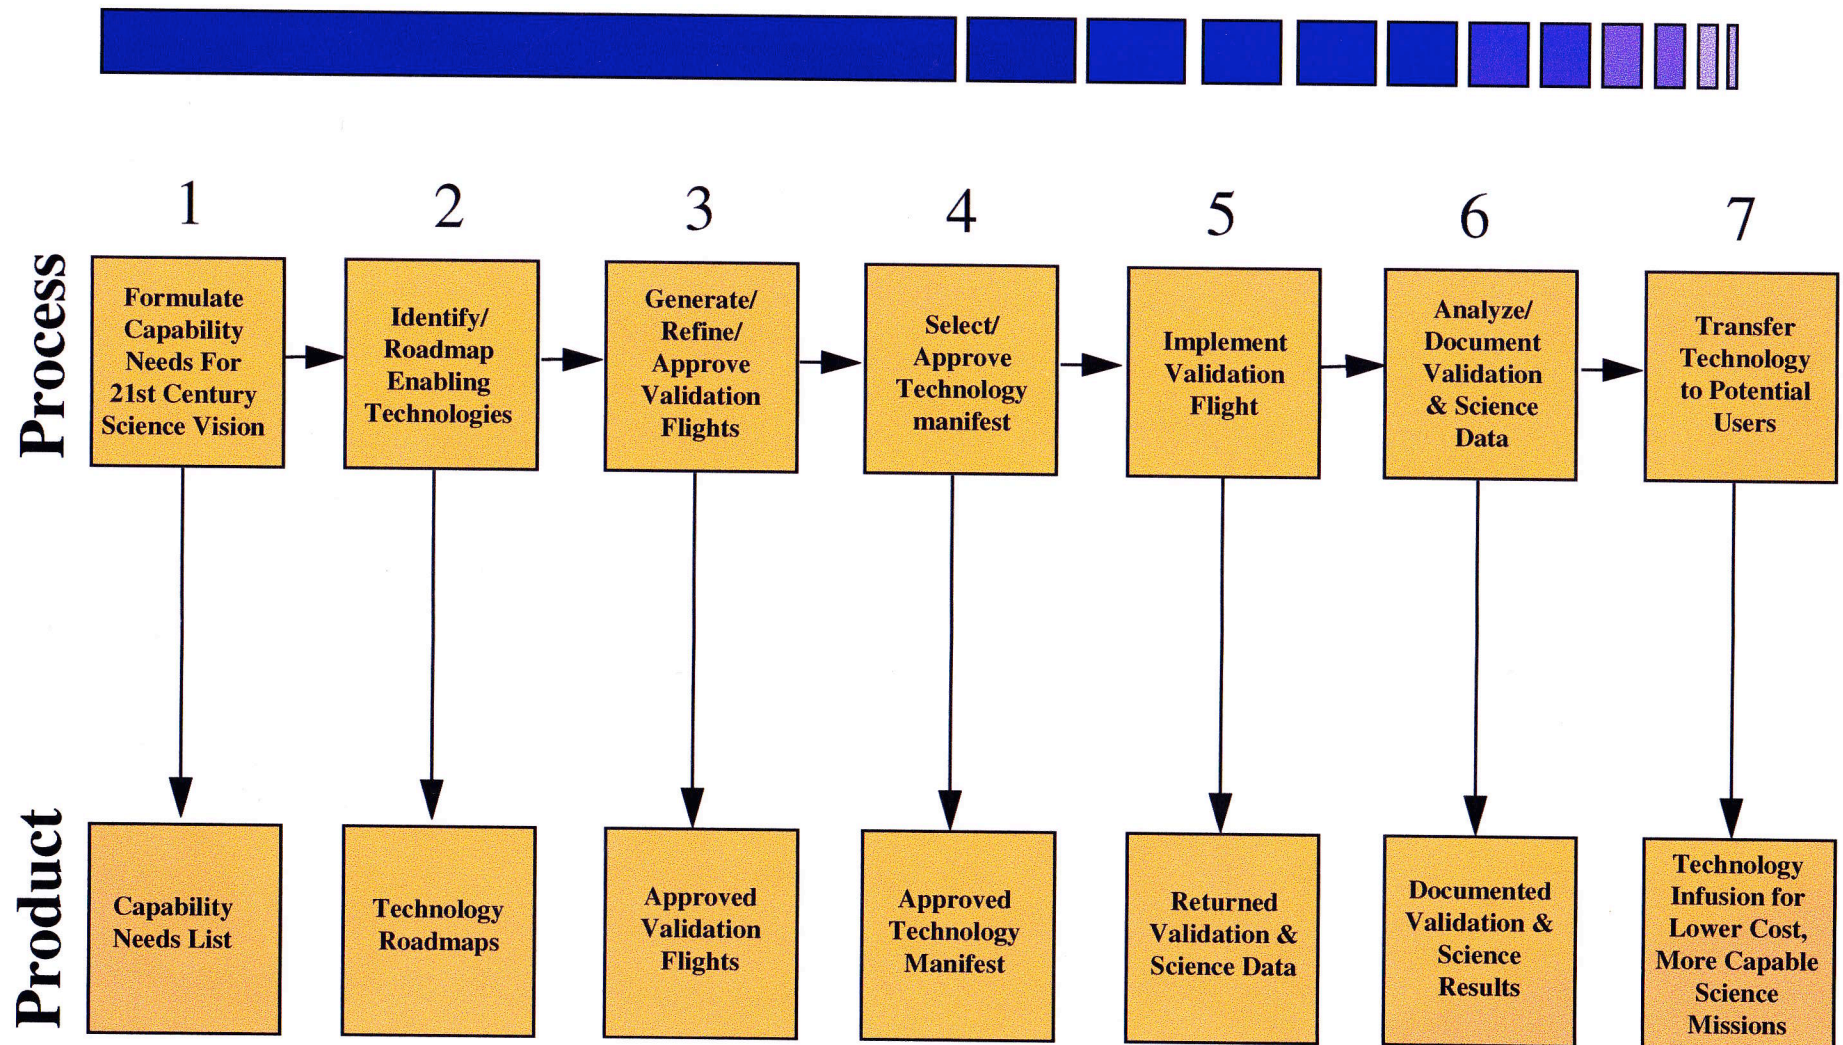 1
2
3
4
5
6
7
Process
Formulate
Capability
Needs For
21st Century
Science Vision
Identify/
Roadmap
Enabling
Technologies
Generate/
Refine/
Approve
Validation
Flights
Select/
Approve
Technology
manifest
Implement
Validation
Flight
Analyze/
Document
Validation
& Science
Data
Transfer
Technology
to Potential
Users
Product
Capability
Needs List
Technology
Roadmaps
Approved
Validation
Flights
Approved
Technology
Manifest
Returned
Validation &
Science Data
Documented
Validation &
Science
Results
Technology
Infusion for
Lower Cost,
More Capable
Science
Missions